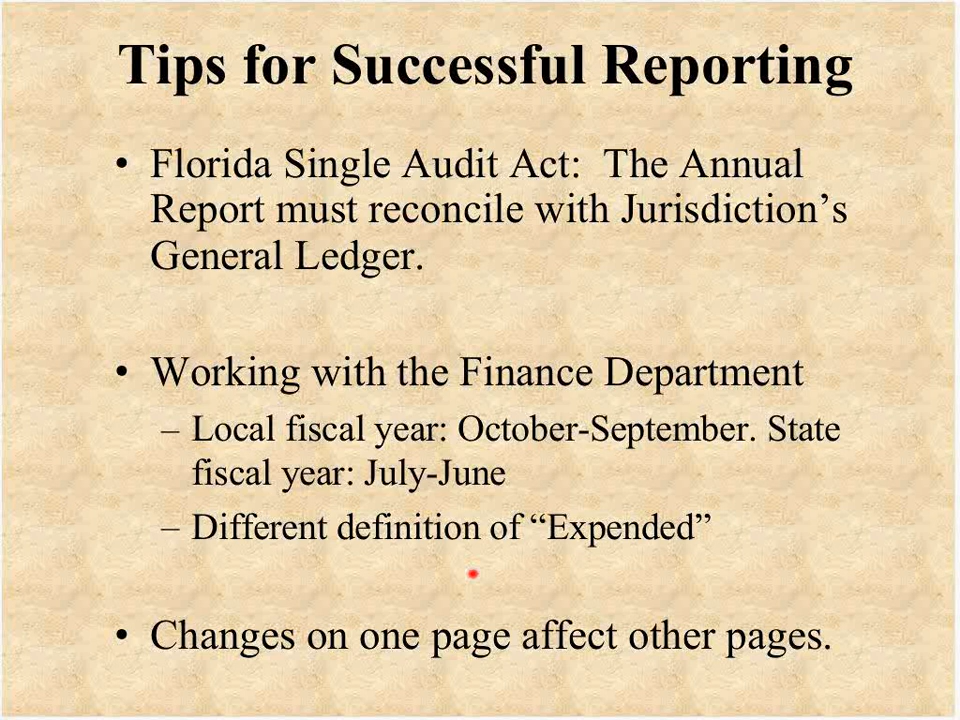 Tips for Successful Reporting
• Florida Single Audit Act:  The Annual
Report must reconcile with Jurisdiction’s
General Ledger.
• Working with the Finance Department
– Local fiscal year: October-September. State
fiscal year: July-June
– Different definition of “Expended”
• Changes on one page affect other pages.